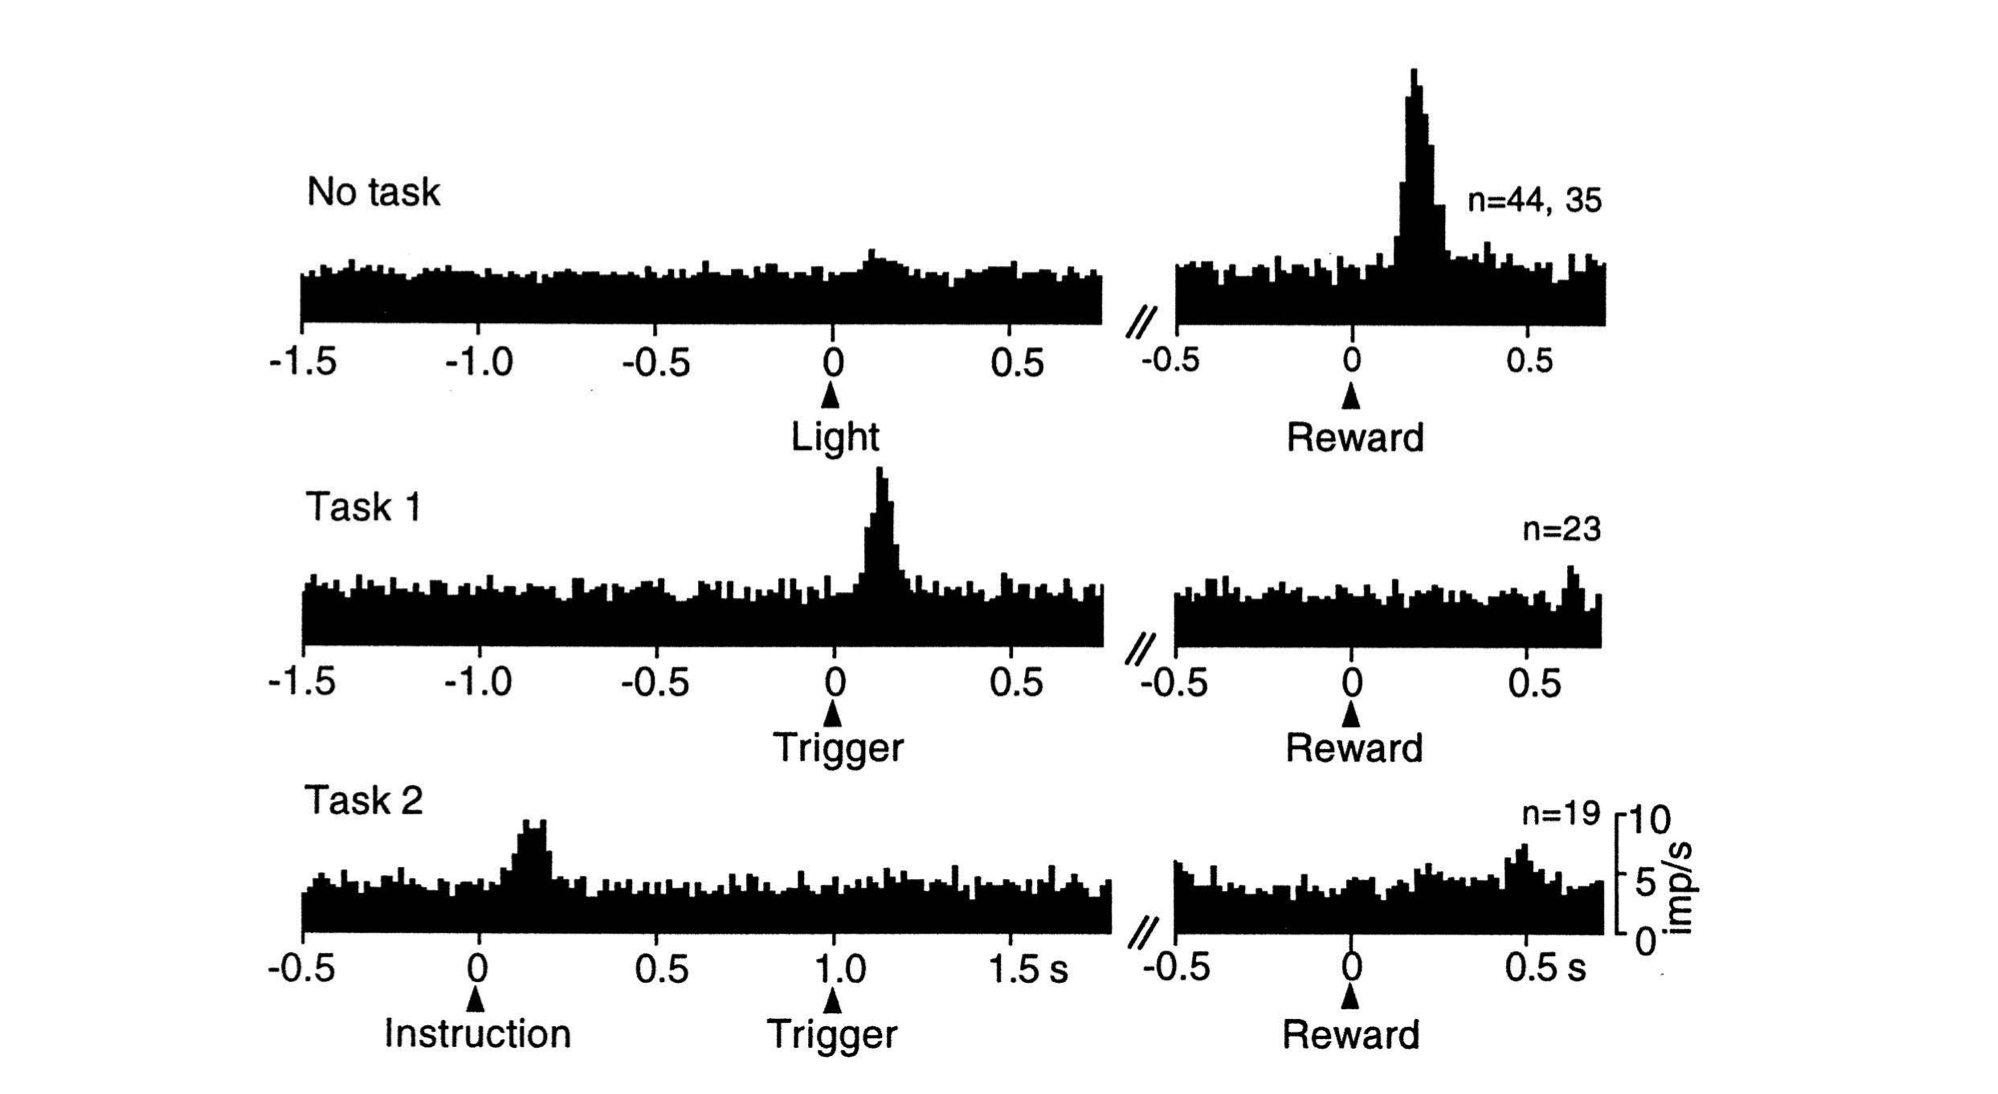 No task
n=44, 35
-1.5 -1.0 -0.5 0 0.5 -0.5 0 0.5
Light Reward
Task 1
n=23
-1.5 -1.0 -0.5 0 0.5 -0.5 0 0.5
Trigger Reward
Task 2
n=19
10
5
0
imp/s
-0.5 0 0.5 1.0 1.5 s -0.5 0 0.5 s
Instruction Trigger Reward